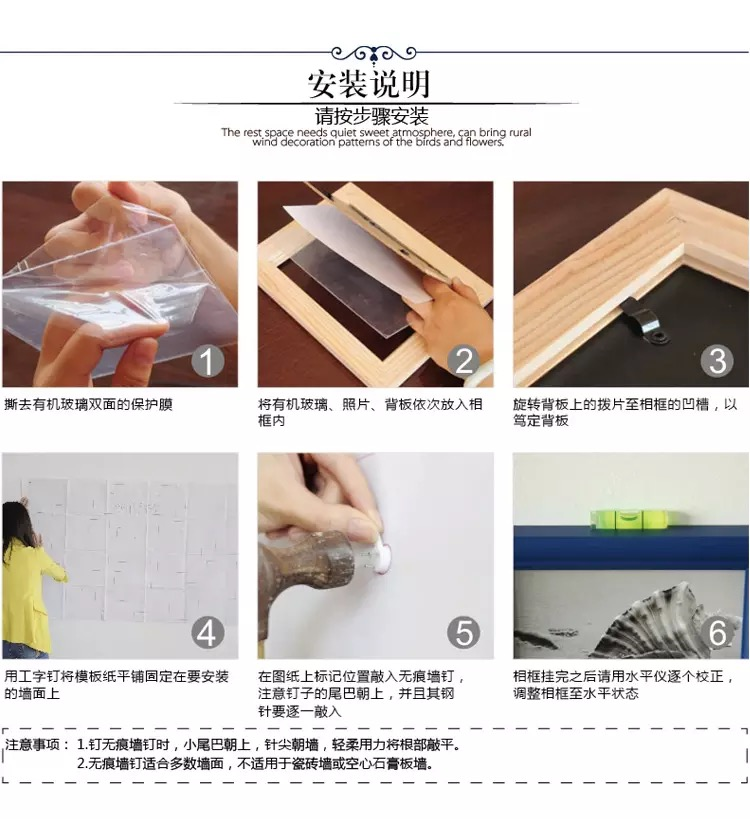 安装说明
请按步骤安装
The rest space needs quiet sweet atmosphere, can bring rural
wind decoration patterns of the birds and flowers.
1
2
3
撕去有机玻璃双面的保护膜
将有机玻璃、照片、背板依次放入相
框内
旋转背板上的拨片至相框的凹槽，以
笃定背板
4
5
6
用工字钉将模板纸平铺固定在要安装
的墙面上
在图纸上标记位置敲入无痕墙钉，
注意钉子的尾巴朝上，并且其钢
针要逐一敲入
相框挂完之后请用水平仪逐个校正，
调整相框至水平状态
注意事项：1.钉无痕墙钉时，小尾巴朝上，针尖朝墙，轻柔用力将根部敲平。
2.无痕墙钉适合多数墙面，不适用于瓷砖墙或空心石膏板墙。